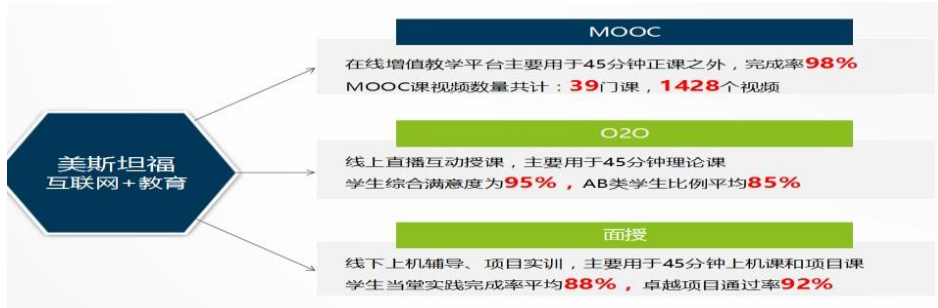 美斯坦福
互联网+教育
MOOC
在线增值教学平台主要用于45分钟正课之外，完成率98%
MOOC课视频数量共计：39门课，1428个视频
O2O
线上直播互动授课，主要用于45分钟理论课
学生综合满意度为95%，AB类学生比例平均85%
面授
线下上机辅导、项目实训，主要用于45分钟上机课和项目课
学生当堂实践完成率平均88%，卓越项目通过率92%